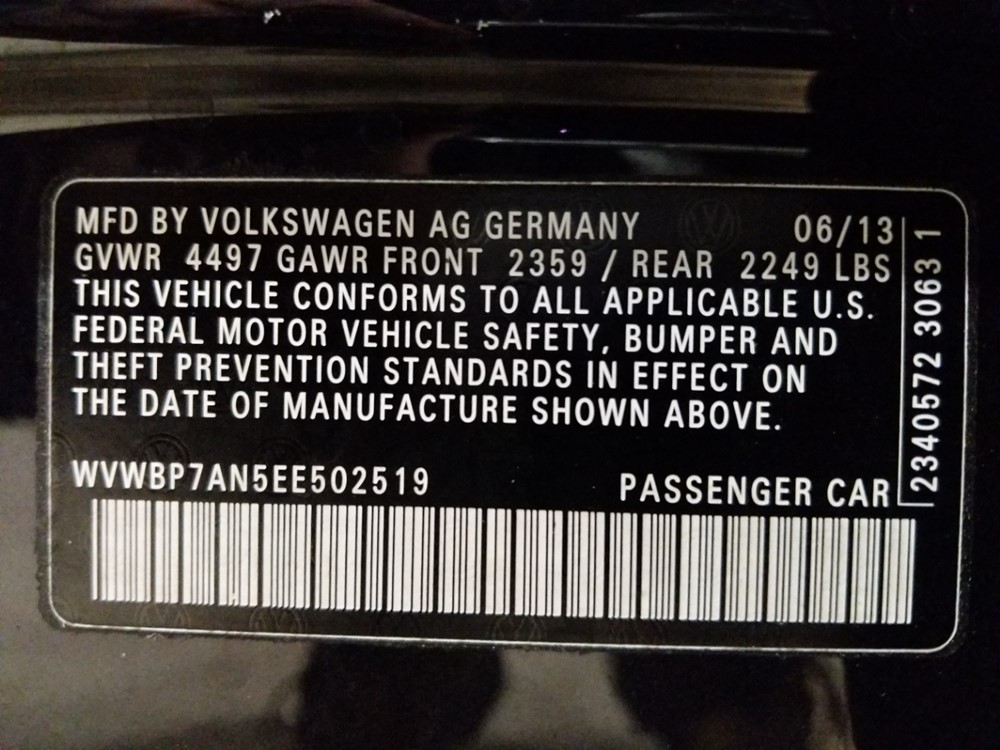 MFD BY VOLKSWAGEN AG GERMANY 06/13
GVWR 4497 GAWR FRONT 2359 / REAR 2249 LBS
THIS VEHICLE CONFORMS TO ALL APPLICABLE U.S.
FEDERAL MOTOR VEHICLE SAFETY, BUMPER AND
THEFT PREVENTION STANDARDS IN EFFECT ON
THE DATE OF MANUFACTURE SHOWN ABOVE.
WVWBP7AN5EE502519 PASSENGER CAR
2340572 3063 1